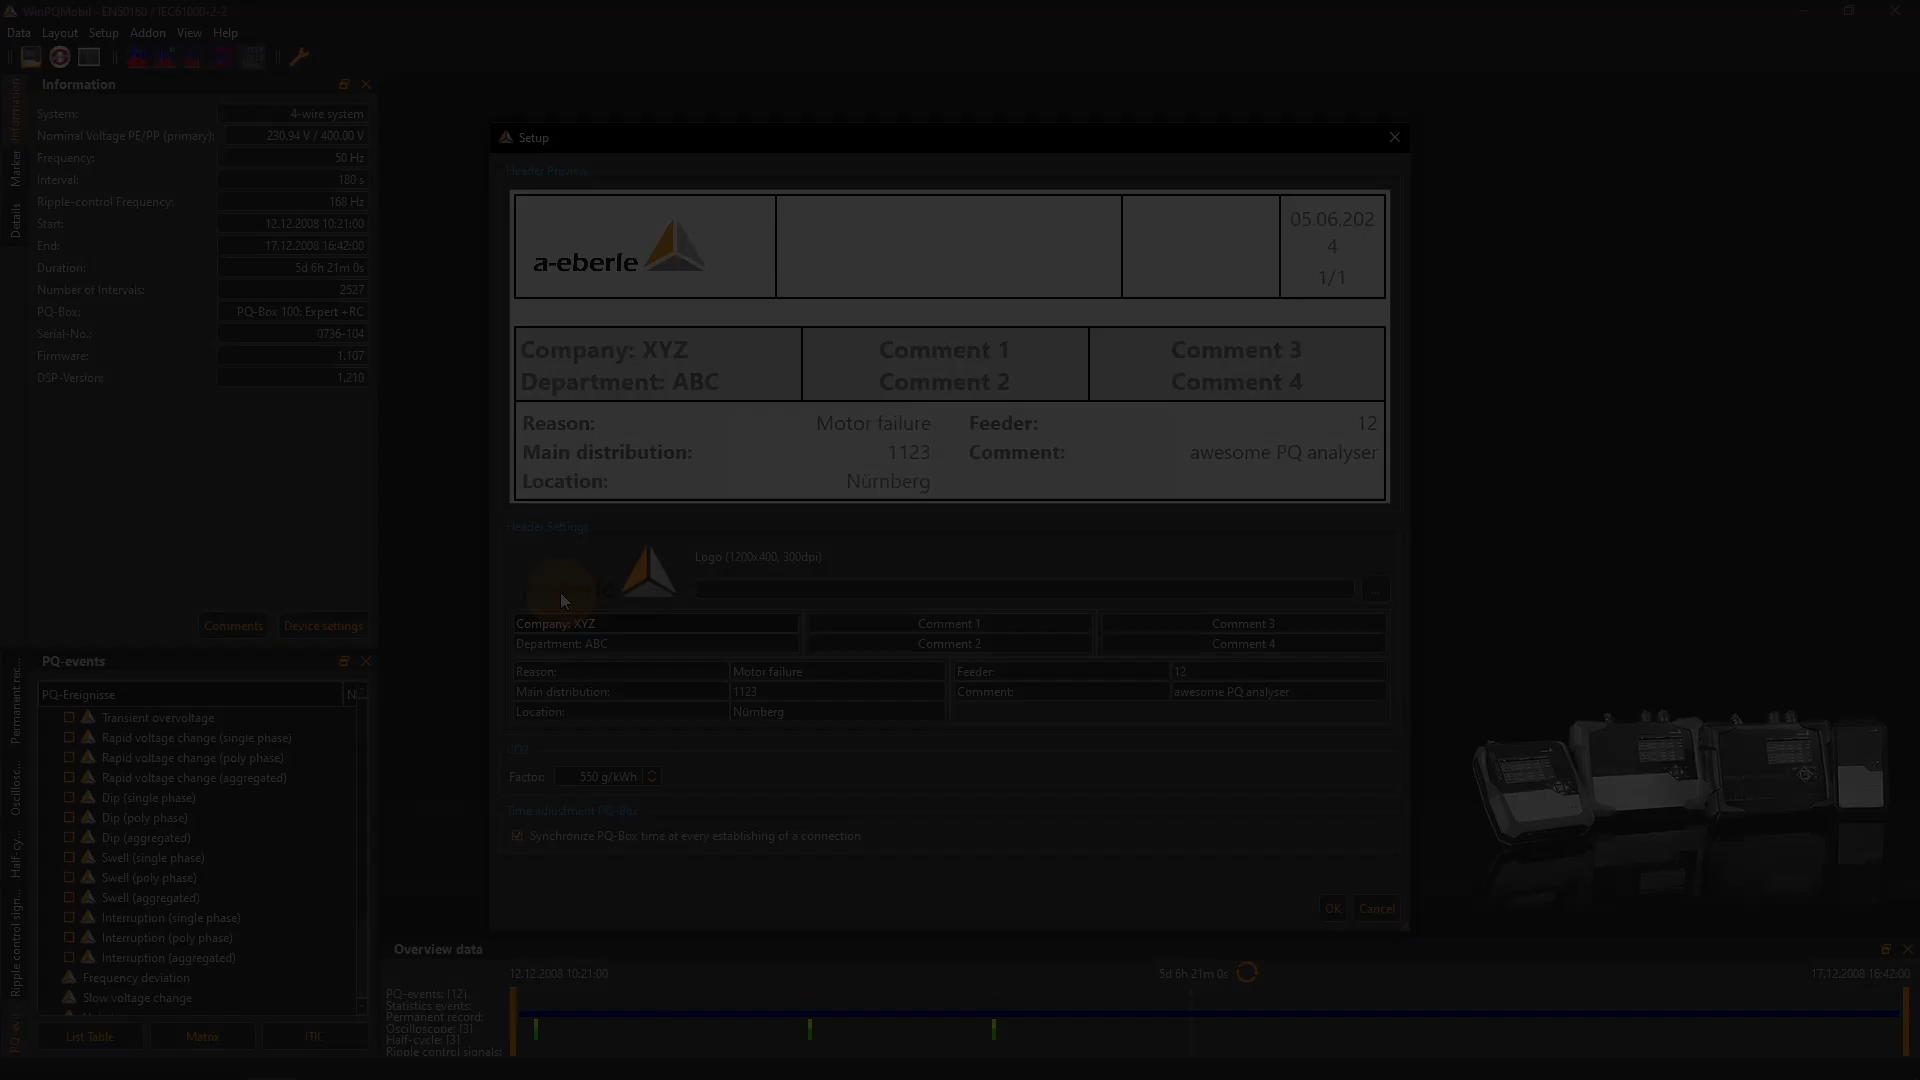 WinPQMobil - EN50160 / IEC61000-2-2
Data Layout Setup Addon View Help
Information
Information
Marker
Details
System: 4-wire system
Nominal Voltage PE/PP (primary): 230.94 V / 400.00 V
Frequency: 50 Hz
Interval: 180 s
Ripple-control Frequency: 168 Hz
Start: 12.12.2008 10:21:00
End: 17.12.2008 16:42:00
Duration: 5d 6h 21m 0s
Number of Intervals: 2527
PQ-Box: PQ-Box 100: Expert +RC
Serial-No.: 0736-104
Firmware: 1.107
DSP-Version: 1.210
Comments Device settings
PQ-events
Permanent rec...
Oscillosc...
Half-cy...
Ripple control sign...
PQ-Ereignisse N
Transient overvoltage
Rapid voltage change (single phase)
Rapid voltage change (poly phase)
Rapid voltage change (aggregated)
Dip (single phase)
Dip (poly phase)
Dip (aggregated)
Swell (single phase)
Swell (poly phase)
Swell (aggregated)
Interruption (single phase)
Interruption (poly phase)
Interruption (aggregated)
Frequency deviation
Slow voltage change
List Table Matrix ITIC
Setup
Header Preview
a-eberle
05.06.202
4
1/1
Company: XYZ Comment 1 Comment 3
Department: ABC Comment 2 Comment 4
Reason: Motor failure Feeder: 12
Main distribution: 1123 Comment: awesome PQ analyser
Location: Nürnberg
Header Settings
Logo (1200x400, 300dpi)
...
Company: XYZ Comment 1 Comment 3
Department: ABC Comment 2 Comment 4
Reason: Motor failure Feeder: 12
Main distribution: 1123 Comment: awesome PQ analyser
Location: Nürnberg
CO2
Factor: 550 g/kWh
Time adjustment PQ-Box
Synchronize PQ-Box time at every establishing of a connection
OK Cancel
Overview data
12.12.2008 10:21:00 5d 6h 21m 0s 17.12.2008 16:42:00
PQ-events: [12]
Statistics events:
Permanent record:
Oscilloscope: [3]
Half-cycle: [3]
Ripple control signals: